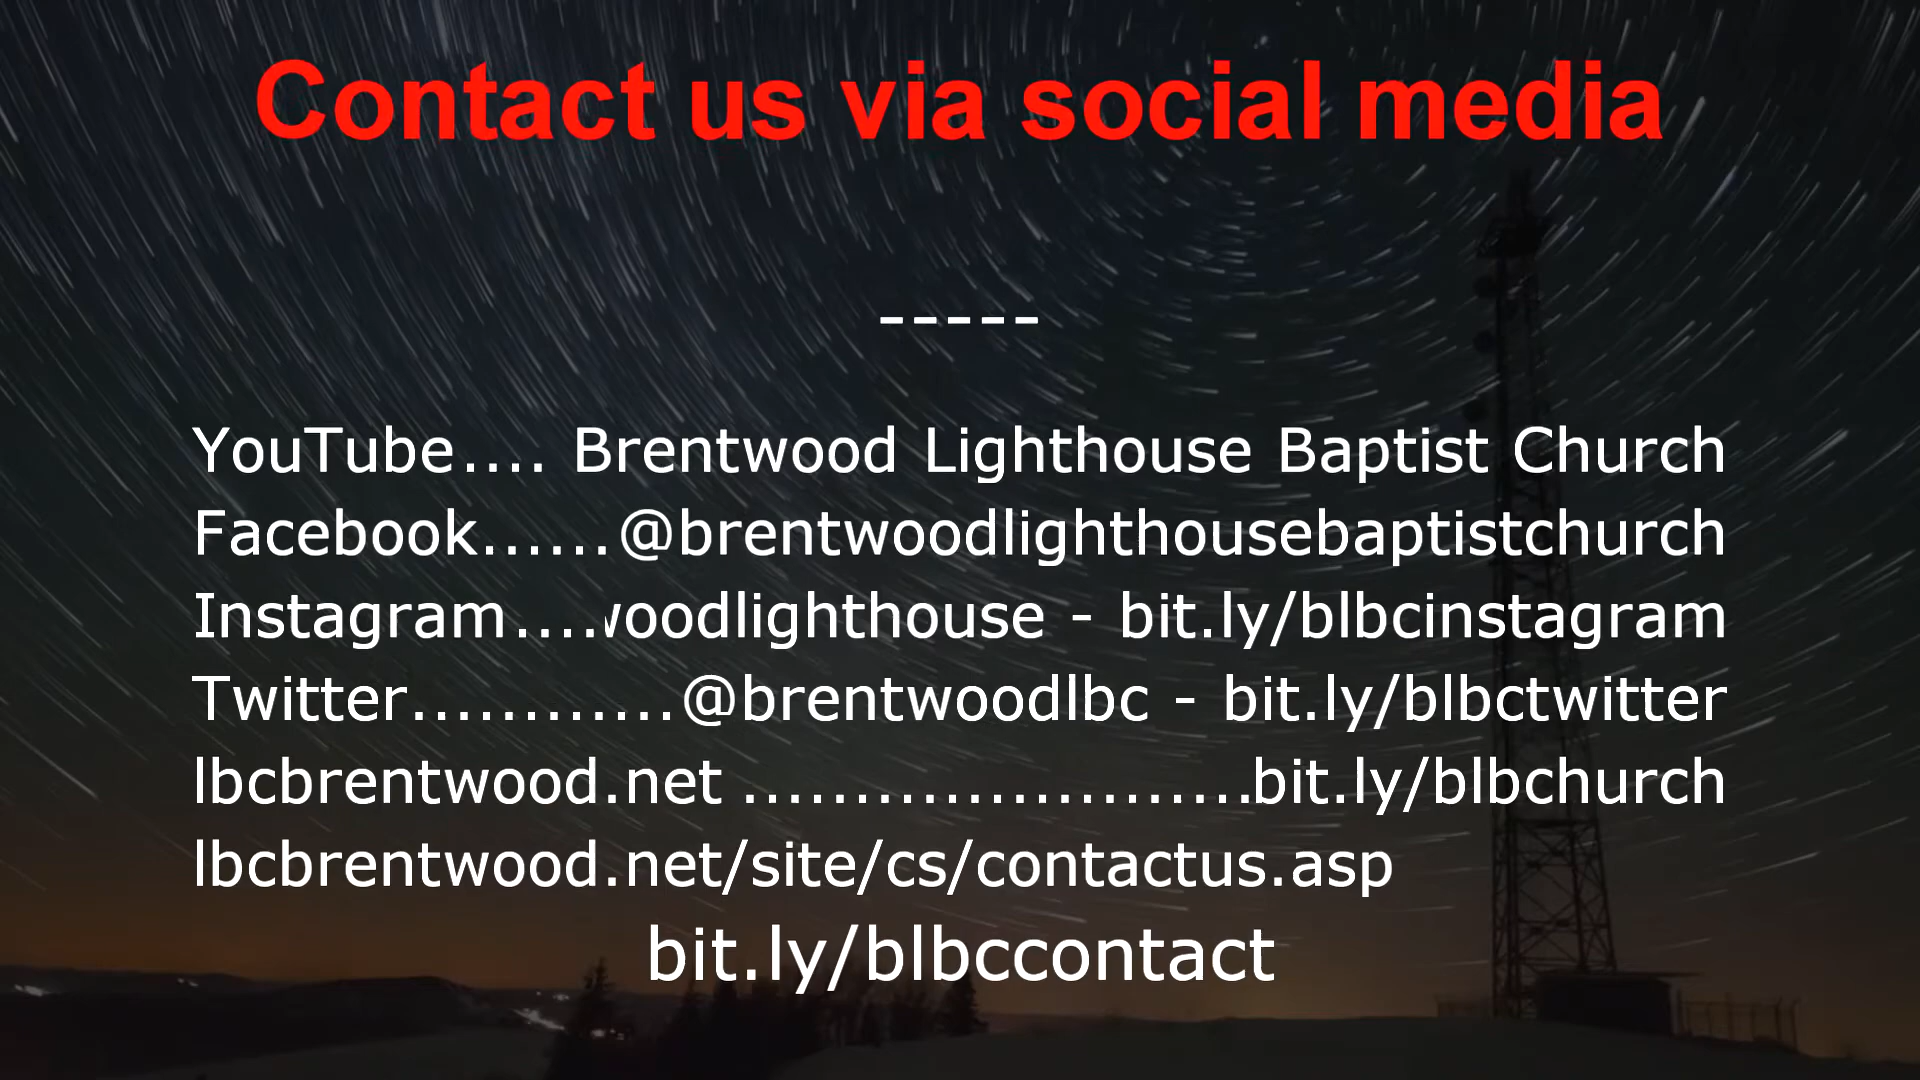 Contact us via social media
-----
YouTube.... Brentwood Lighthouse Baptist Church
Facebook......@brentwoodlighthousebaptistchurch
Instagram....woodlighthouse - bit.ly/blbcinstagram
Twitter............@brentwoodlbc - bit.ly/blbctwitter
lbcbrentwood.net .......................bit.ly/blbchurch
lbcbrentwood.net/site/cs/contactus.asp
bit.ly/blbccontact